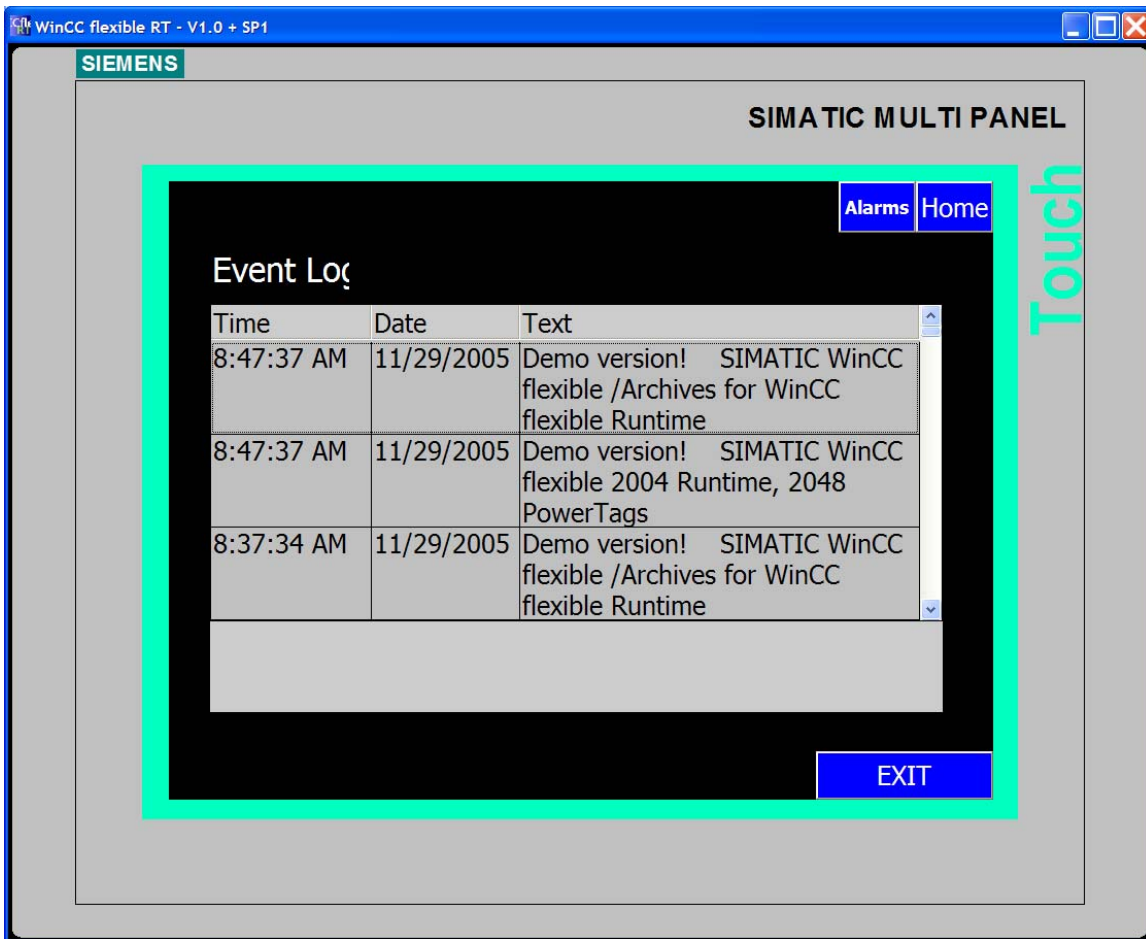 WinCC flexible RT - V1.0 + SP1
SIEMENS
SIMATIC MULTI PANEL
Touch
Alarms Home
Event Log
Time Date Text
8:47:37 AM 11/29/2005 Demo version! SIMATIC WinCC
flexible /Archives for WinCC
flexible Runtime
8:47:37 AM 11/29/2005 Demo version! SIMATIC WinCC
flexible 2004 Runtime, 2048
PowerTags
8:37:34 AM 11/29/2005 Demo version! SIMATIC WinCC
flexible /Archives for WinCC
flexible Runtime
EXIT